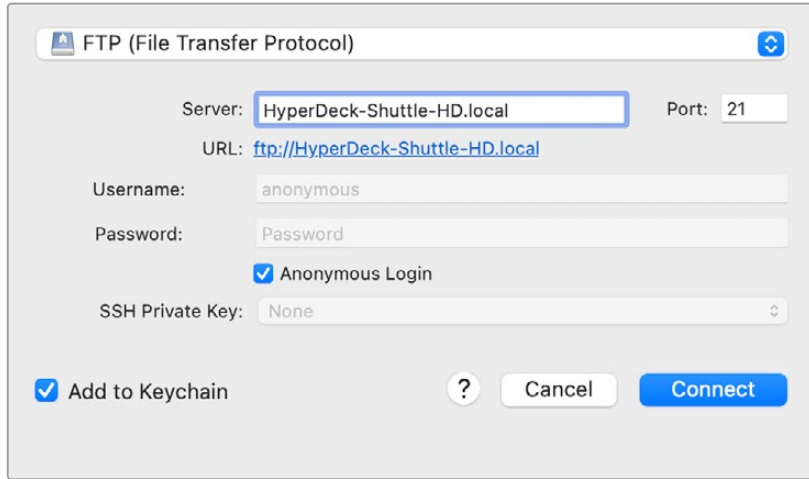 FTP (File Transfer Protocol)
Server: HyperDeck-Shuttle-HD.local Port: 21
URL: ftp://HyperDeck-Shuttle-HD.local
Username: anonymous
Password: Password
Anonymous Login
SSH Private Key: None
Add to Keychain ? Cancel Connect